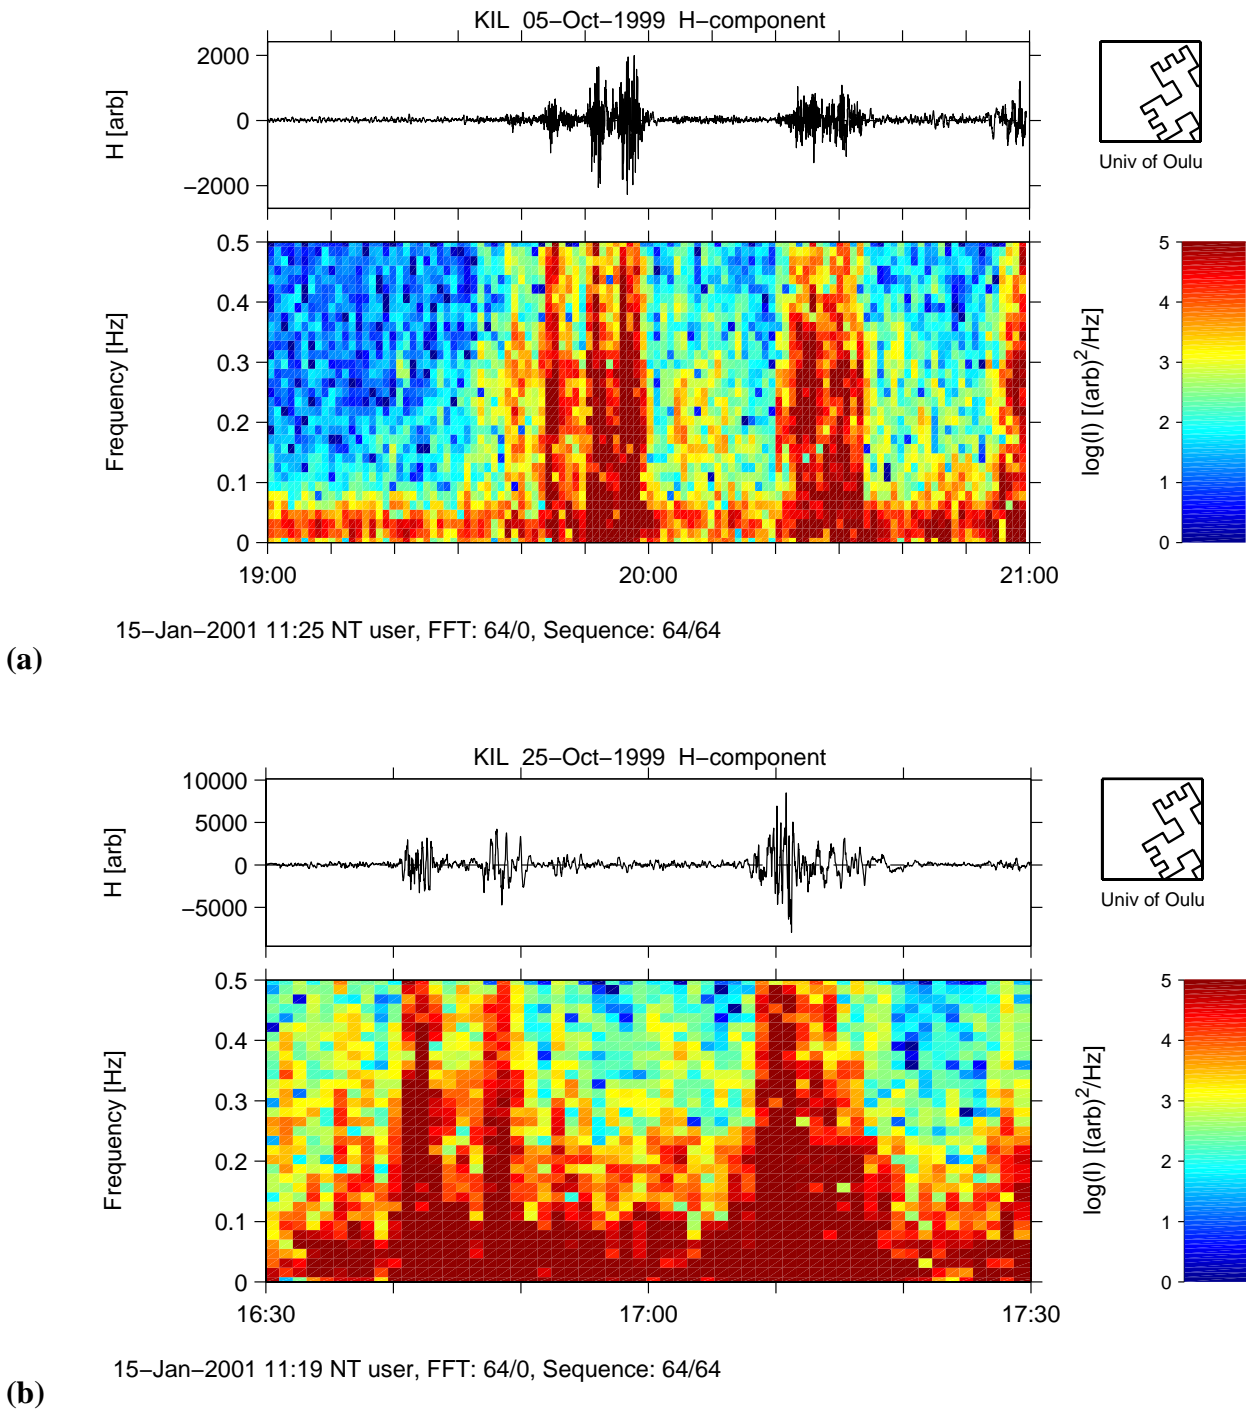 KIL 05−Oct−1999 H−component
2000
0
−2000
H [arb]
Univ of Oulu
0.5
0.4
0.3
0.2
0.1
0
Frequency [Hz]
19:00 20:00 21:00
5
4
3
2
1
0
log(I) [(arb)²/Hz]
15−Jan−2001 11:25 NT user, FFT: 64/0, Sequence: 64/64
(a)
KIL 25−Oct−1999 H−component
10000
5000
0
−5000
H [arb]
Univ of Oulu
0.5
0.4
0.3
0.2
0.1
0
Frequency [Hz]
16:30 17:00 17:30
5
4
3
2
1
0
log(I) [(arb)²/Hz]
15−Jan−2001 11:19 NT user, FFT: 64/0, Sequence: 64/64
(b)